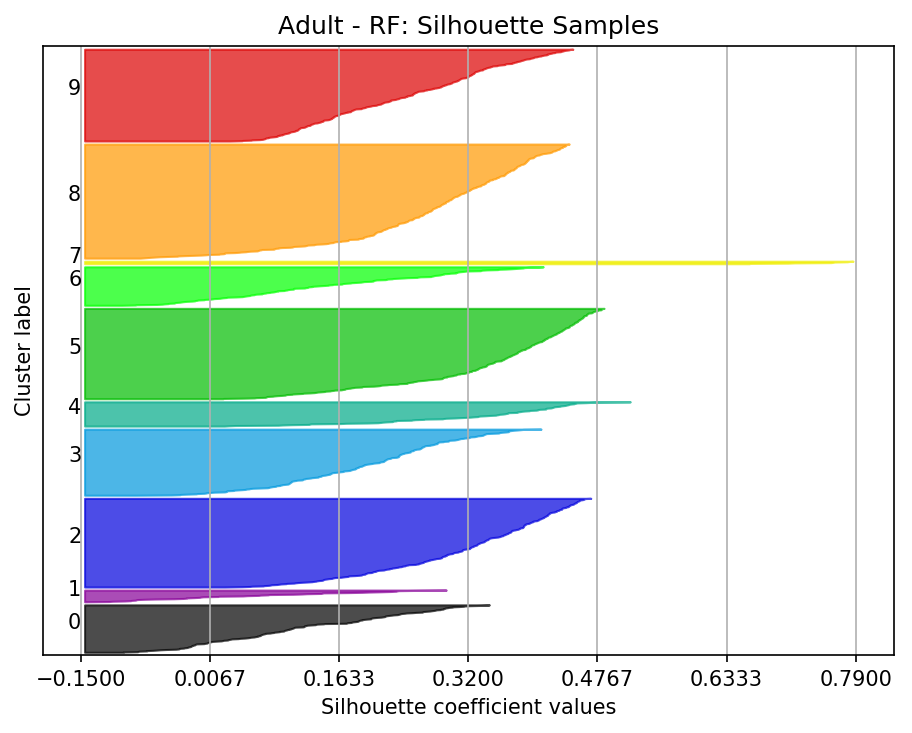 Adult - RF: Silhouette Samples
9
8
7
6
5
4
3
2
1
0
Cluster label
−0.1500 0.0067 0.1633 0.3200 0.4767 0.6333 0.7900
Silhouette coefficient values